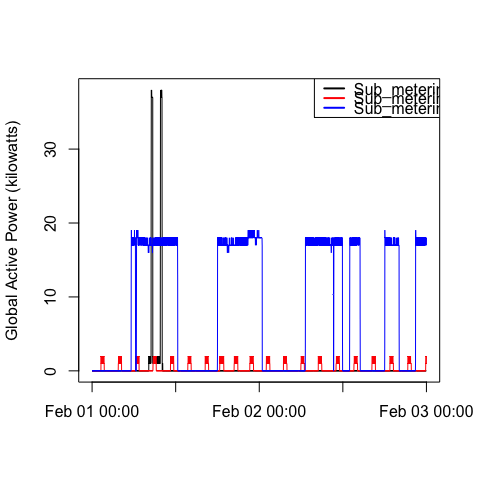 Sub_meterin
Sub_meterin
Sub_meterin
Global Active Power (kilowatts)
30
20
10
0
Feb 01 00:00 Feb 02 00:00 Feb 03 00:00